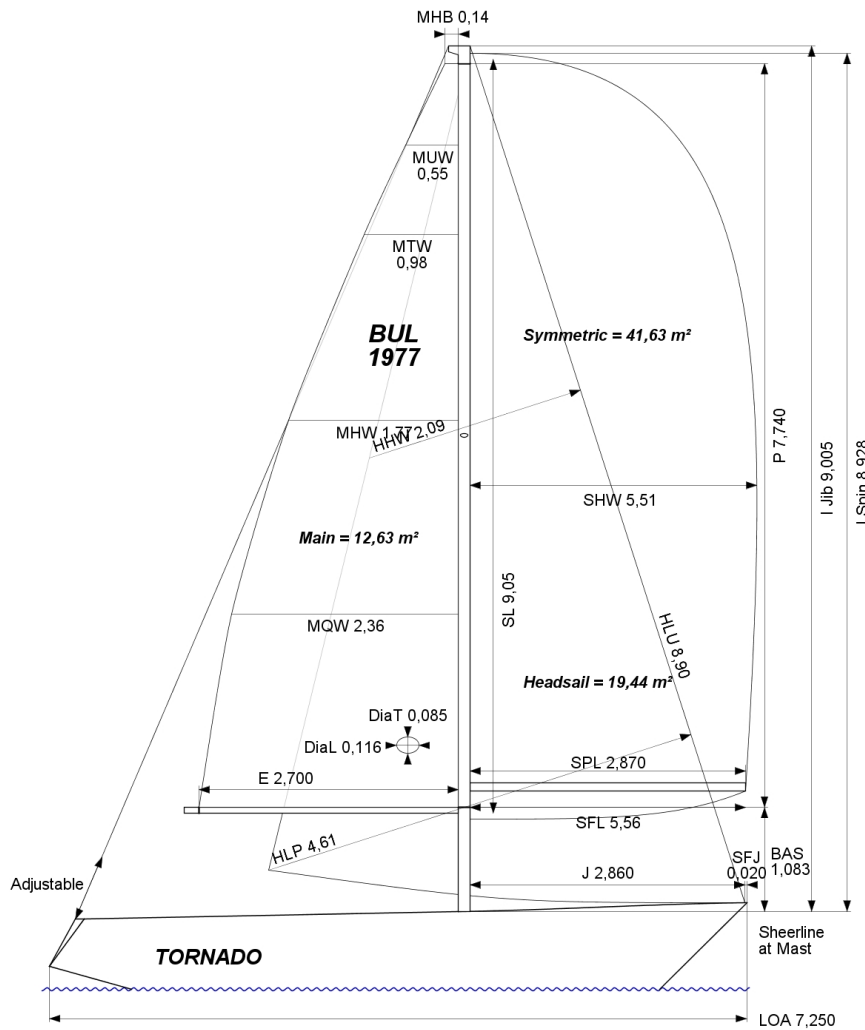 MHB 0,14
MUW
0,55
MTW
0,98
BUL
1977
Symmetric = 41,63 m²
MHW 1,77
HHW 2,09
P 7,740
I Jib 9,005
I Spin 8,928
SHW 5,51
Main = 12,63 m²
SL 9,05
MQW 2,36
HLU 8,90
Headsail = 19,44 m²
DiaT 0,085
DiaL 0,116
E 2,700
SPL 2,870
SFL 5,56
HLP 4,61
SFJ
0,020
BAS
1,083
J 2,860
Adjustable
Sheerline
at Mast
TORNADO
LOA 7,250